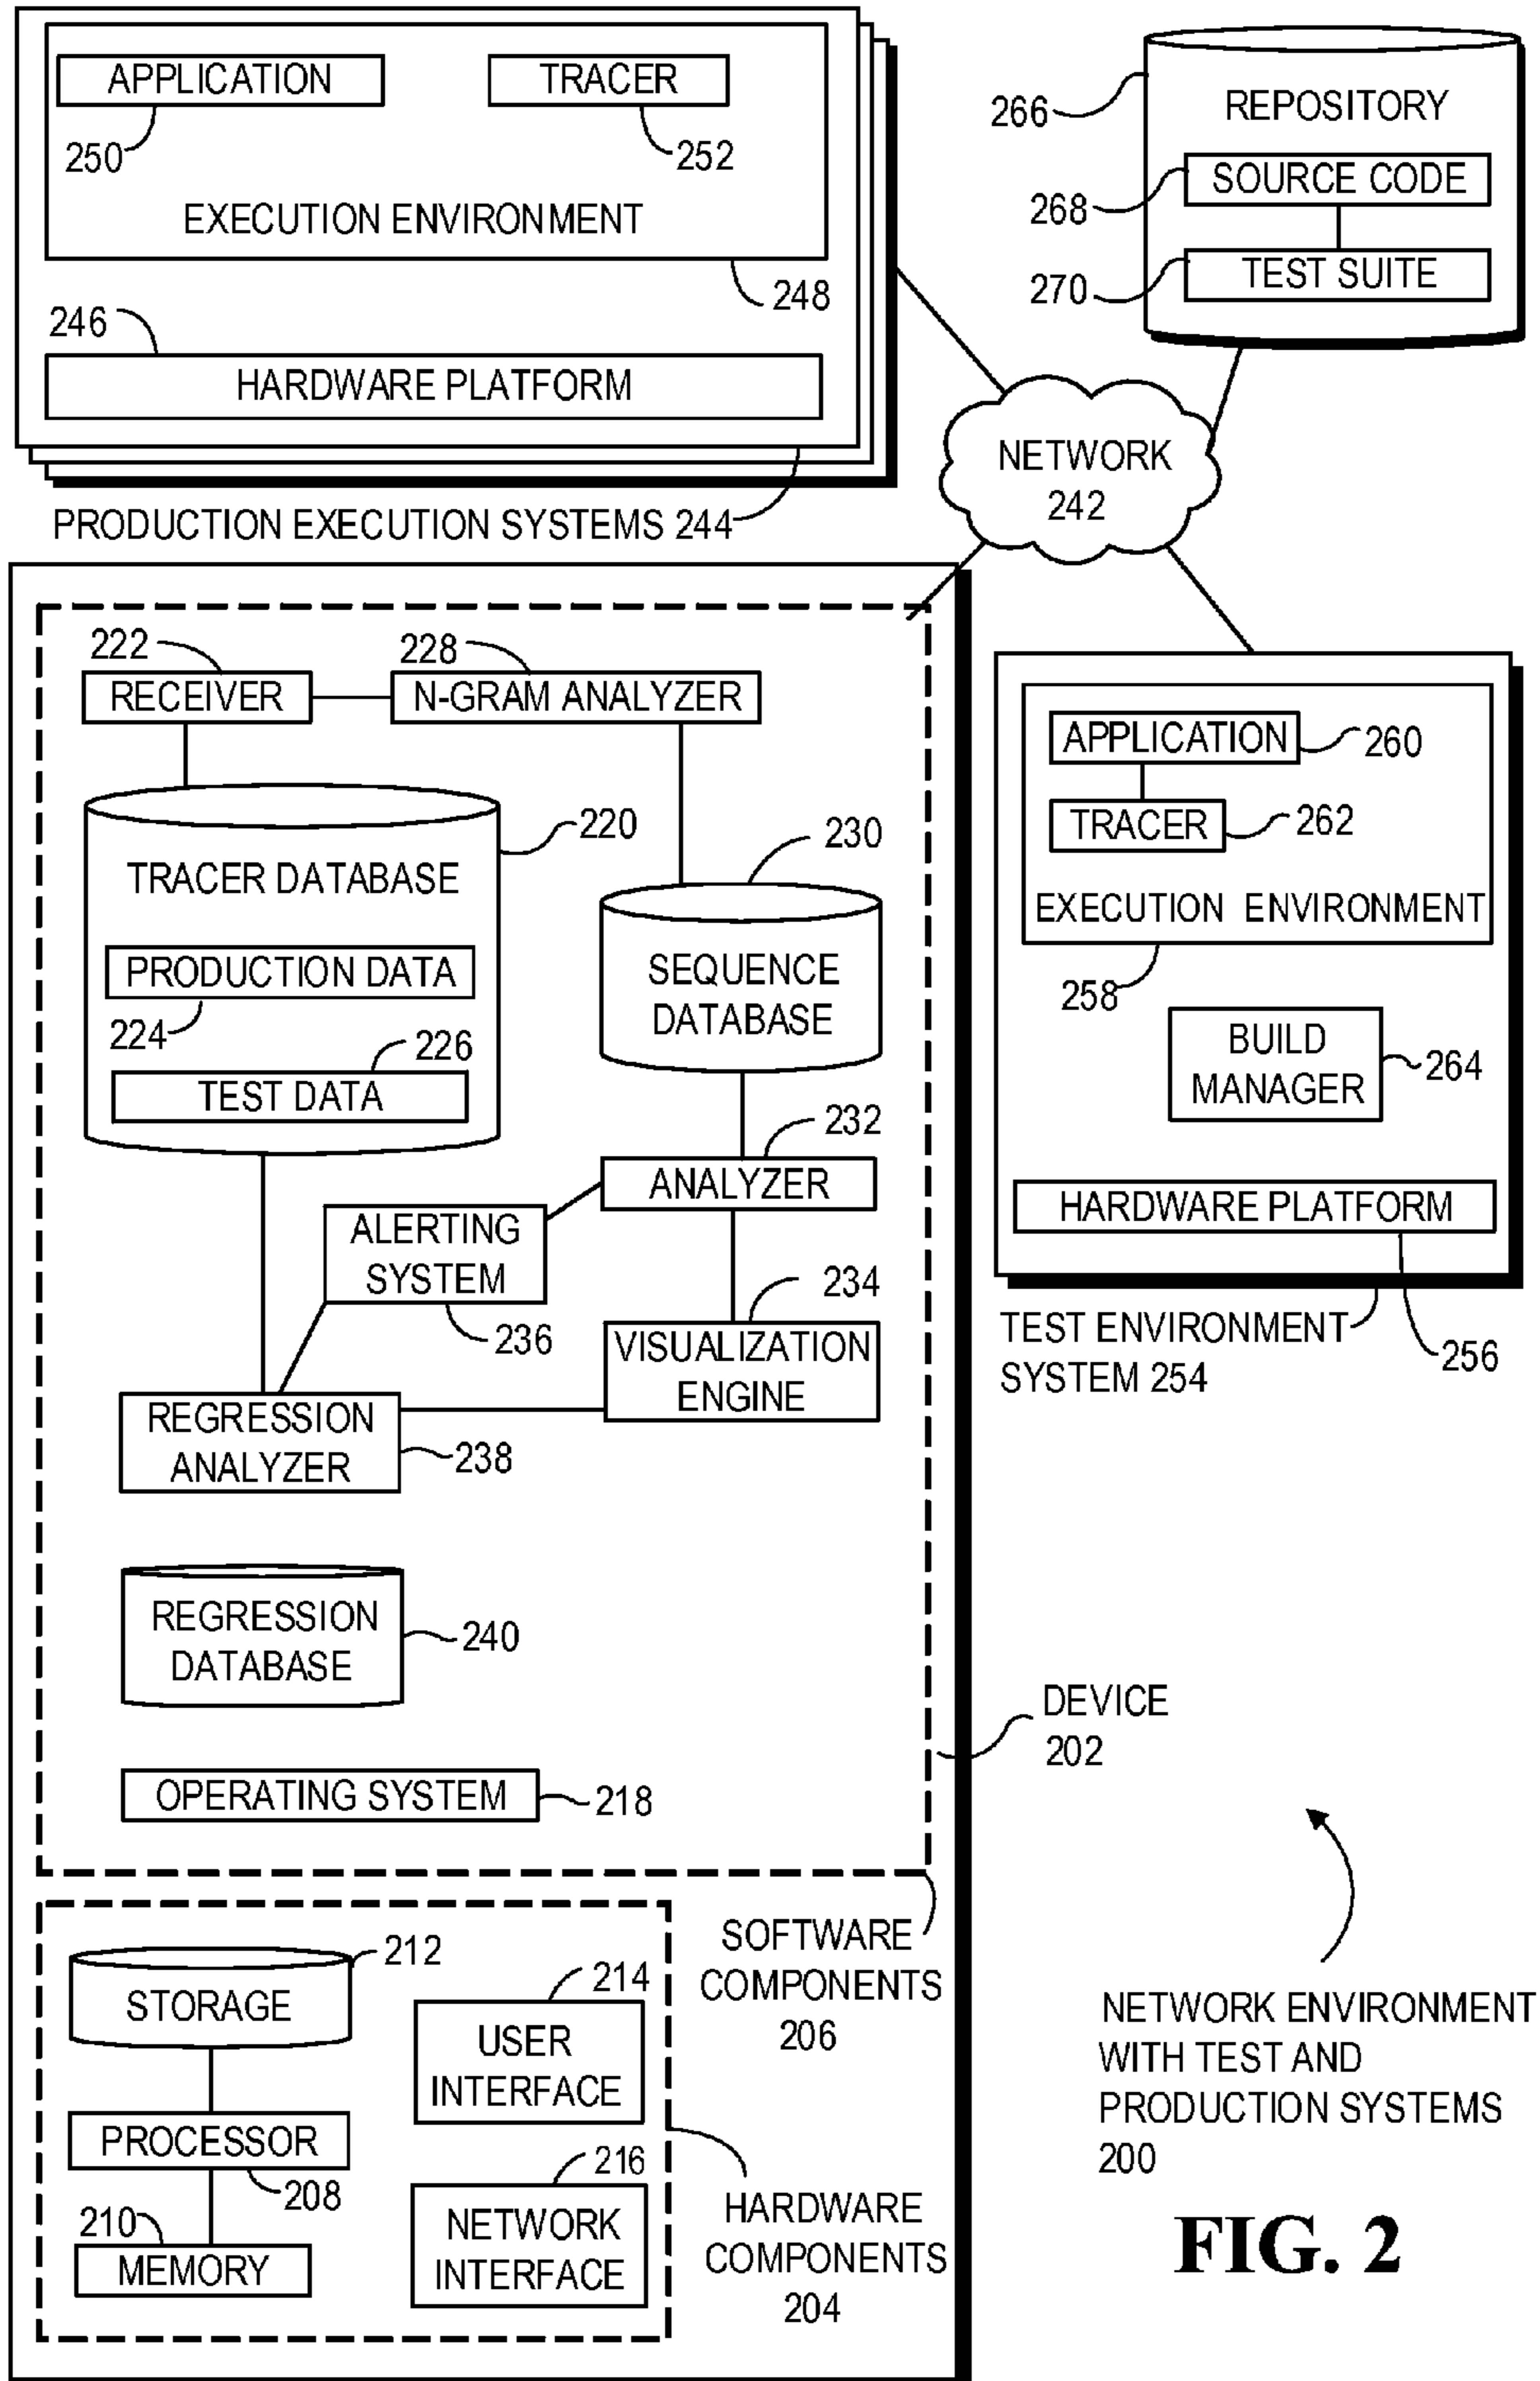 APPLICATION
TRACER
250
252
EXECUTION ENVIRONMENT
248
246
HARDWARE PLATFORM
PRODUCTION EXECUTION SYSTEMS 244
266
REPOSITORY
268
SOURCE CODE
270
TEST SUITE
NETWORK
242
222
228
RECEIVER
N-GRAM ANALYZER
220
230
TRACER DATABASE
PRODUCTION DATA
224
226
TEST DATA
SEQUENCE
DATABASE
232
ANALYZER
ALERTING
SYSTEM
236
234
VISUALIZATION
ENGINE
REGRESSION
ANALYZER
238
REGRESSION
DATABASE
240
OPERATING SYSTEM
218
APPLICATION
260
TRACER
262
EXECUTION ENVIRONMENT
258
BUILD
MANAGER
264
HARDWARE PLATFORM
TEST ENVIRONMENT
SYSTEM 254
256
DEVICE
202
SOFTWARE
COMPONENTS
206
212
STORAGE
214
USER
INTERFACE
PROCESSOR
208
216
210
MEMORY
NETWORK
INTERFACE
HARDWARE
COMPONENTS
204
NETWORK ENVIRONMENT
WITH TEST AND
PRODUCTION SYSTEMS
200
FIG. 2